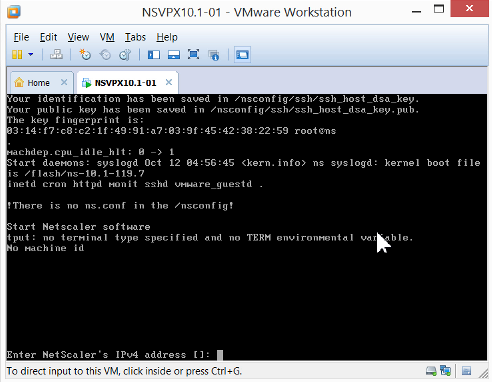 NSVPX10.1-01 - VMware Workstation
File Edit View VM Tabs Help
Home NSVPX10.1-01
Your identification has been saved in /nsconfig/ssh/ssh_host_dsa_key.
Your public key has been saved in /nsconfig/ssh/ssh_host_dsa_key.pub.
The key fingerprint is:
03:14:f7:c8:c2:1f:49:91:a7:03:9f:45:42:38:22:59 root@ns
.
machdep.cpu_idle_hlt: 0 -> 1
Start daemons: syslogd Oct 12 04:56:45 <kern.info> ns syslogd: kernel boot file
is /flash/ns-10.1-119.7
inetd cron httpd monit sshd vmware_guestd .
!There is no ns.conf in the /nsconfig!
Start Netscaler software
tput: no terminal type specified and no TERM environmental variable.
No machine id
Enter NetScaler's IPv4 address []:
To direct input to this VM, click inside or press Ctrl+G.